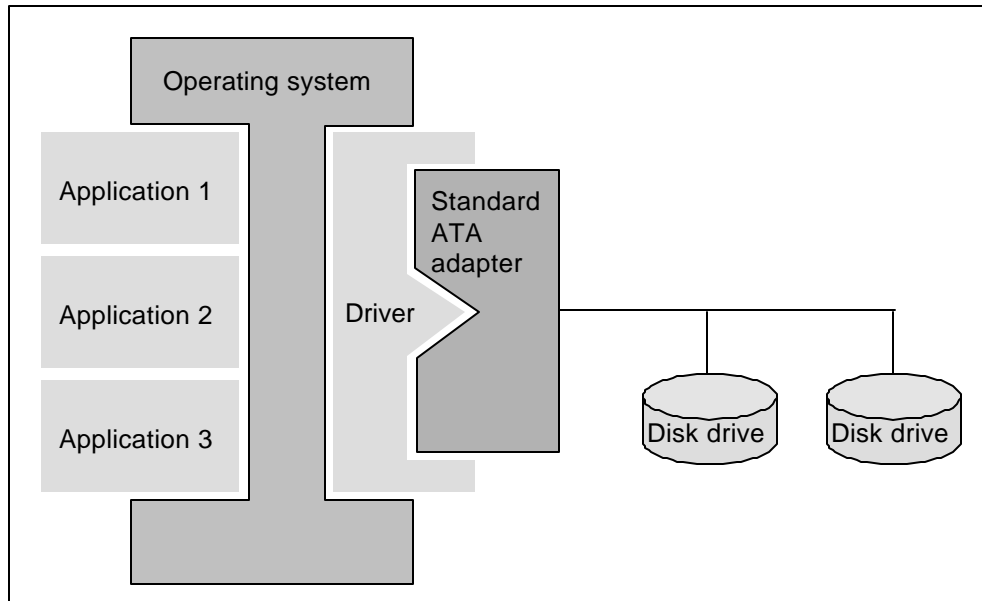 Operating system
Application 1
Application 2
Application 3
Driver
Standard
ATA
adapter
Disk drive
Disk drive